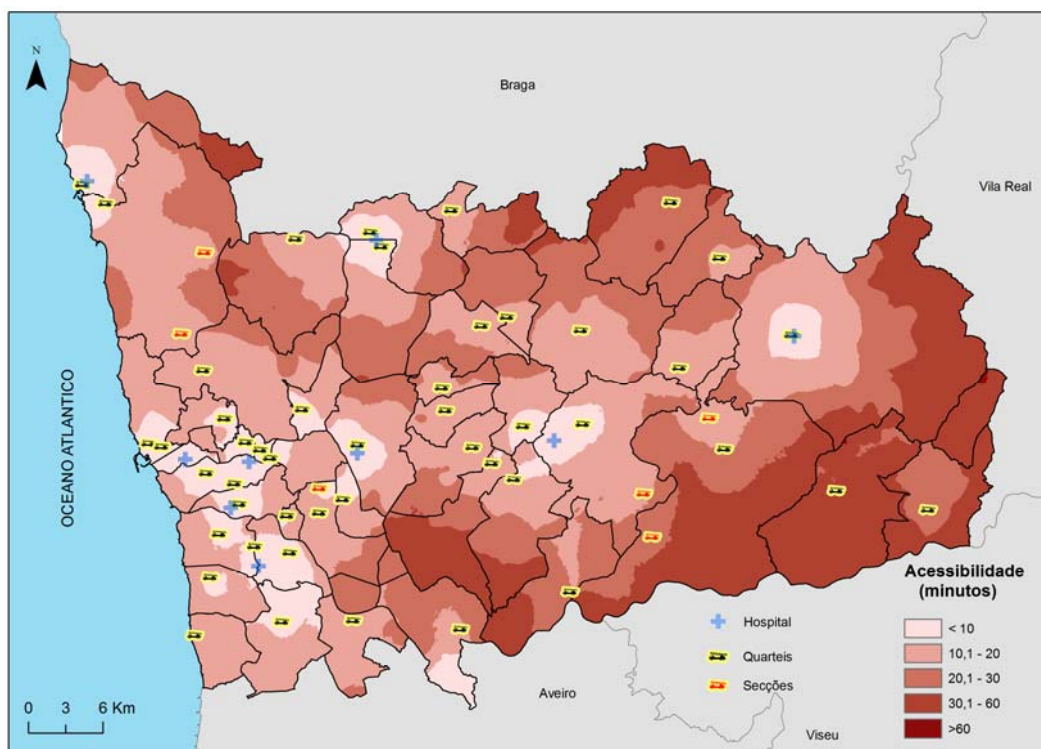 N
Braga
Vila Real
OCEANO ATLANTICO
Acessibilidade
(minutos)
Hospital
< 10
10,1 - 20
Quarteis
20,1 - 30
Secções
30,1 - 60
>60
0 3 6 Km
Aveiro
Viseu